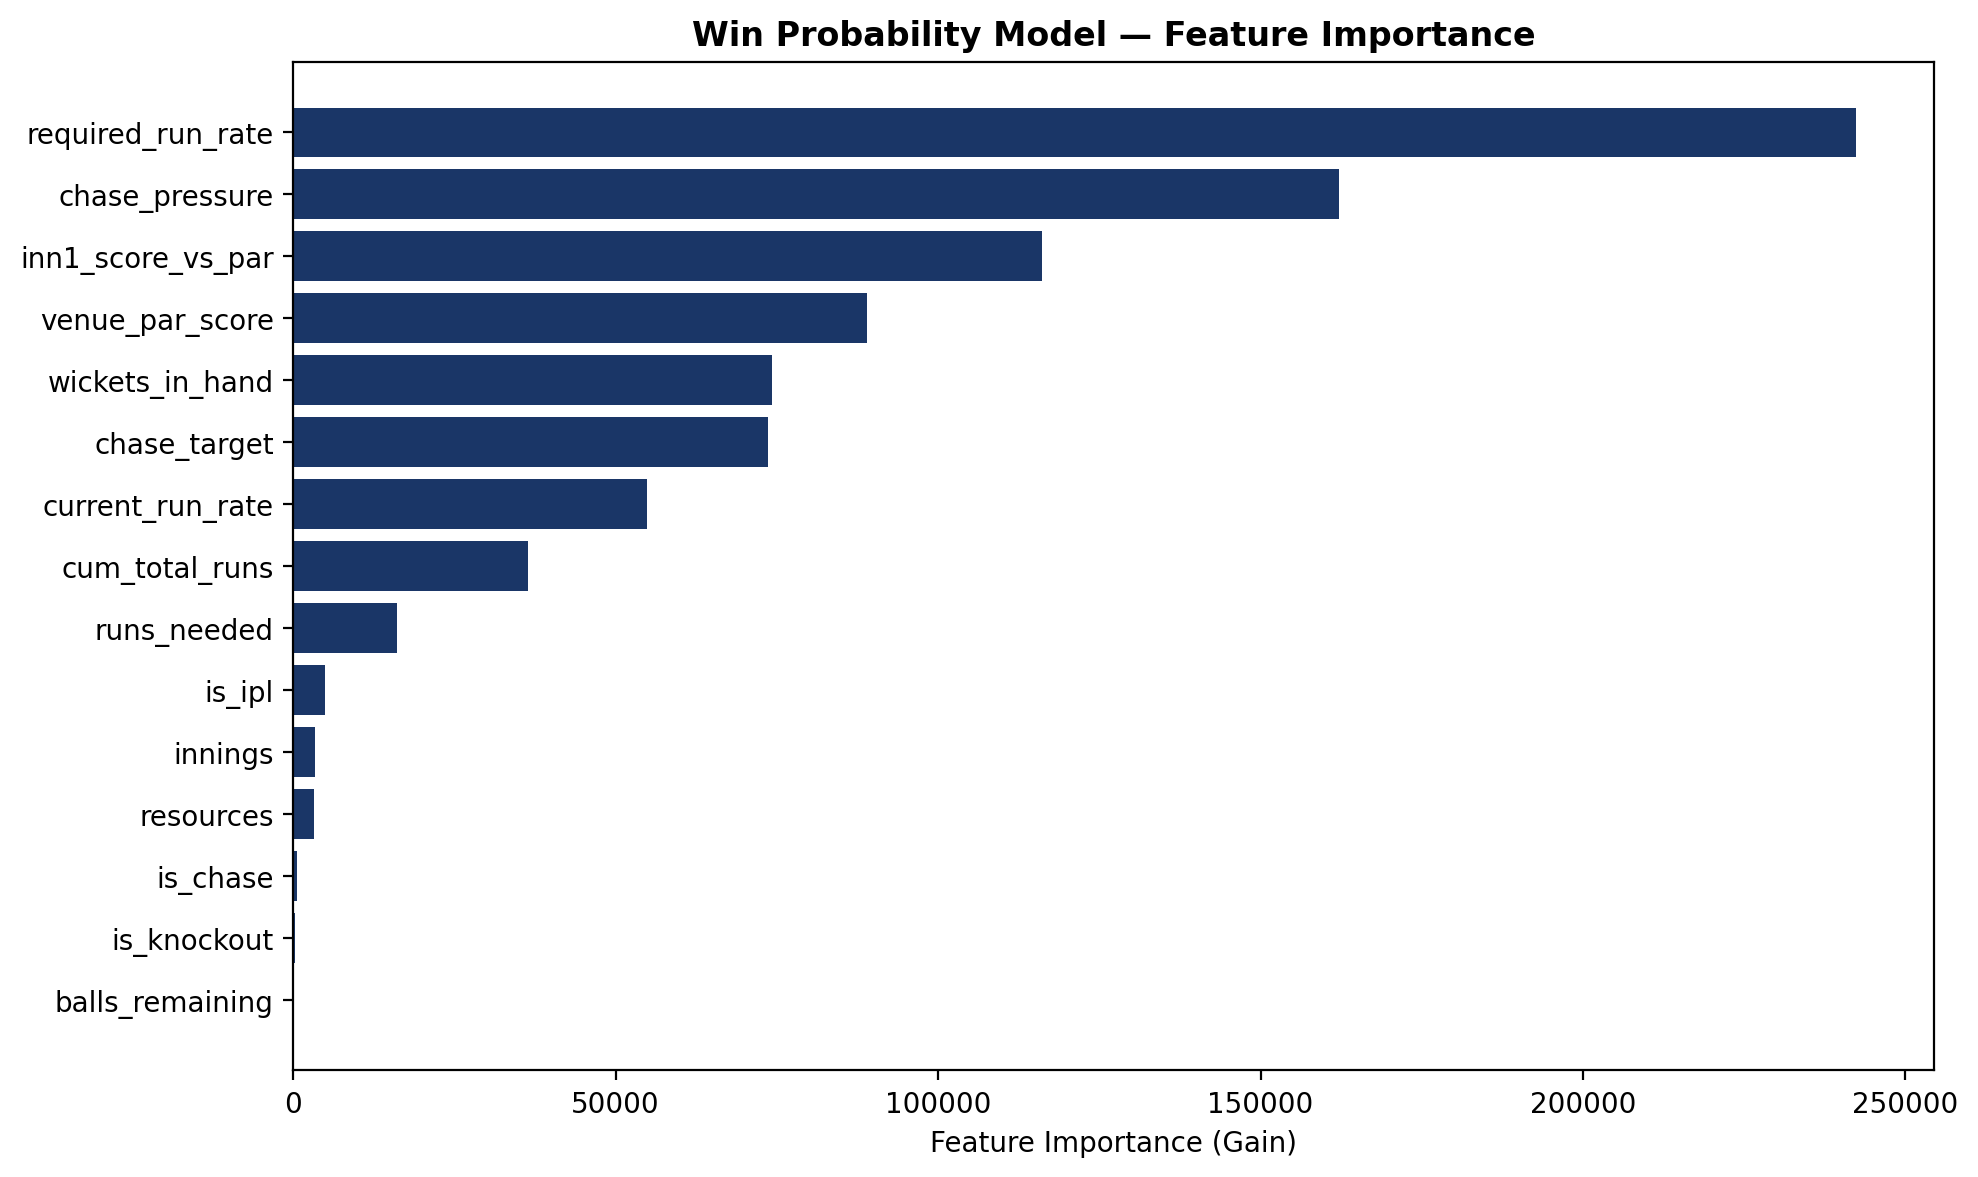 Win Probability Model — Feature Importance
required_run_rate
chase_pressure
inn1_score_vs_par
venue_par_score
wickets_in_hand
chase_target
current_run_rate
cum_total_runs
runs_needed
is_ipl
innings
resources
is_chase
is_knockout
balls_remaining
0 50000 100000 150000 200000 250000
Feature Importance (Gain)